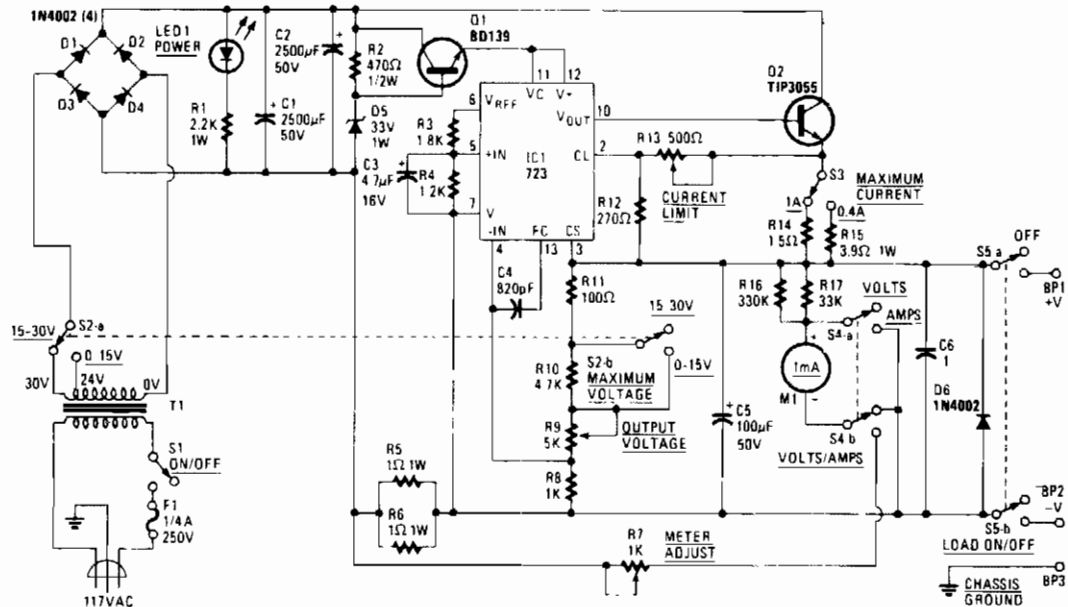 1N4002 (4)
D1
D2
D3
D4
LED1
POWER
R1
2.2K
1W
C2
2500µF
50V
+
C1
2500µF
50V
+
R2
470Ω
1/2W
Q1
BD139
D5
33V
1W
C3
4.7µF
16V
+
R3
1.8K
R4
1.2K
11
12
VC
V+
6
VREF
5
+IN
7
V
-IN
4
FC
13
CS
3
IC1
723
VOUT
10
CL
2
Q2
TIP3055
R13 500Ω
CURRENT
LIMIT
R12
270Ω
S3
MAXIMUM
CURRENT
1A
0.4A
R14
1.5Ω
R15
3.9Ω 1W
C4
820pF
R11
100Ω
R16
330K
R17
33K
VOLTS
AMPS
S4-a
S5a
OFF
BP1
+V
15-30V
S2-a
0-15V
30V
24V
0V
T1
15-30V
S2-b
MAXIMUM
VOLTAGE
0-15V
R10
4.7K
R9
5K
OUTPUT
VOLTAGE
R8
1K
C5
100µF
50V
+
+
1mA
M1
-
S4 b
VOLTS/AMPS
C6
1
D6
1N4002
S1
ON/OFF
F1
1/4A
250V
117VAC
R5
1Ω 1W
R6
1Ω 1W
R7
1K
METER
ADJUST
BP2
-V
S5-b
LOAD ON/OFF
CHASSIS
GROUND
BP3